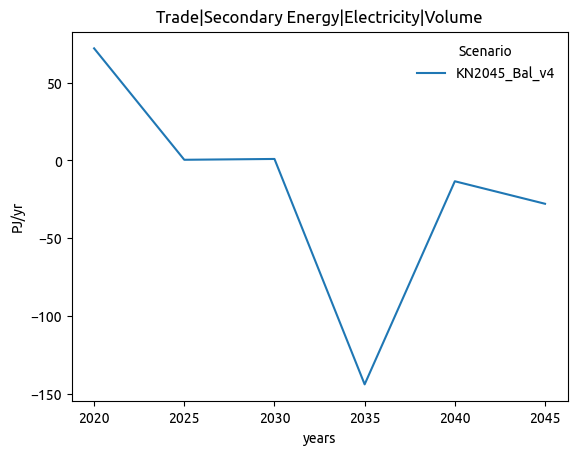 Trade|Secondary Energy|Electricity|Volume
Scenario
KN2045_Bal_v4
50
0
−50
−100
−150
PJ/yr
2020 2025 2030 2035 2040 2045
years